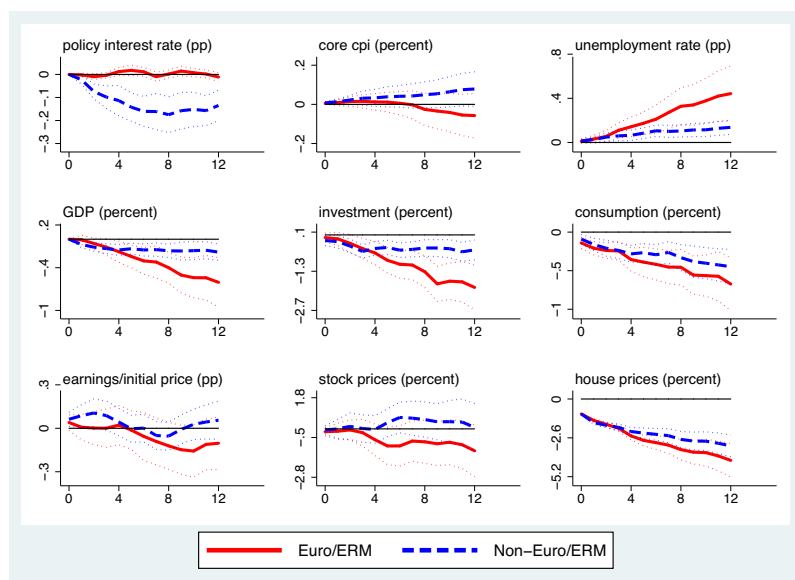 policy interest rate (pp)
0
-.1
-.2
-.3
0 4 8 12
core cpi (percent)
.2
0
-.2
0 4 8 12
unemployment rate (pp)
.8
.4
0
0 4 8 12
GDP (percent)
.2
-.4
-1
0 4 8 12
investment (percent)
.1
-1.3
-2.7
0 4 8 12
consumption (percent)
0
-.5
-1
0 4 8 12
earnings/initial price (pp)
.3
0
-.3
0 4 8 12
stock prices (percent)
1.8
-.5
-2.8
0 4 8 12
house prices (percent)
0
-2.6
-5.2
0 4 8 12
Euro/ERM Non-Euro/ERM